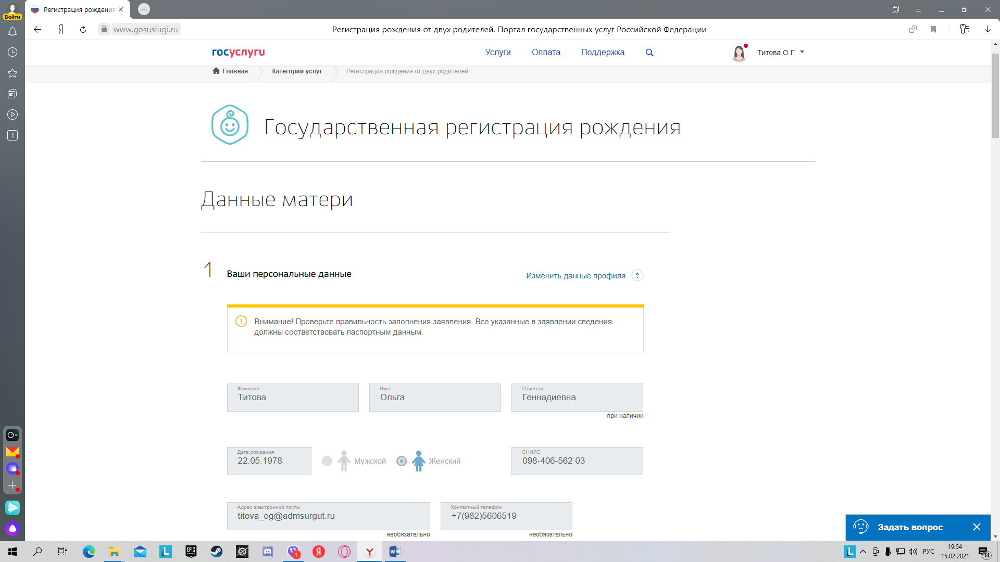 Войти
Регистрация рождения
www.gosuslugi.ru
Регистрация рождения от двух родителей. Портал государственных услуг Российской Федерации
госуслуги
Услуги
Оплата
Поддержка
Титова О.Г.
Главная
Категории услуг
Регистрация рождения от двух родителей
1
Государственная регистрация рождения
Данные матери
1
Ваши персональные данные
Изменить данные профиля
?
Внимание! Проверьте правильность заполнения заявления. Все указанные в заявлении сведения
должны соответствовать паспортным данным.
Фамилия
Титова
Имя
Ольга
Отчество
Геннадиевна
при наличии
Дата рождения
22.05.1978
Мужской
Женский
СНИЛС
098-406-562 03
Адрес электронной почты
titova_og@admsurgut.ru
необязательно
Контактный телефон
+7(982)5606519
необязательно
Задать вопрос
EPIC
GAMES
1
РУС
19:54
15.02.2021
14